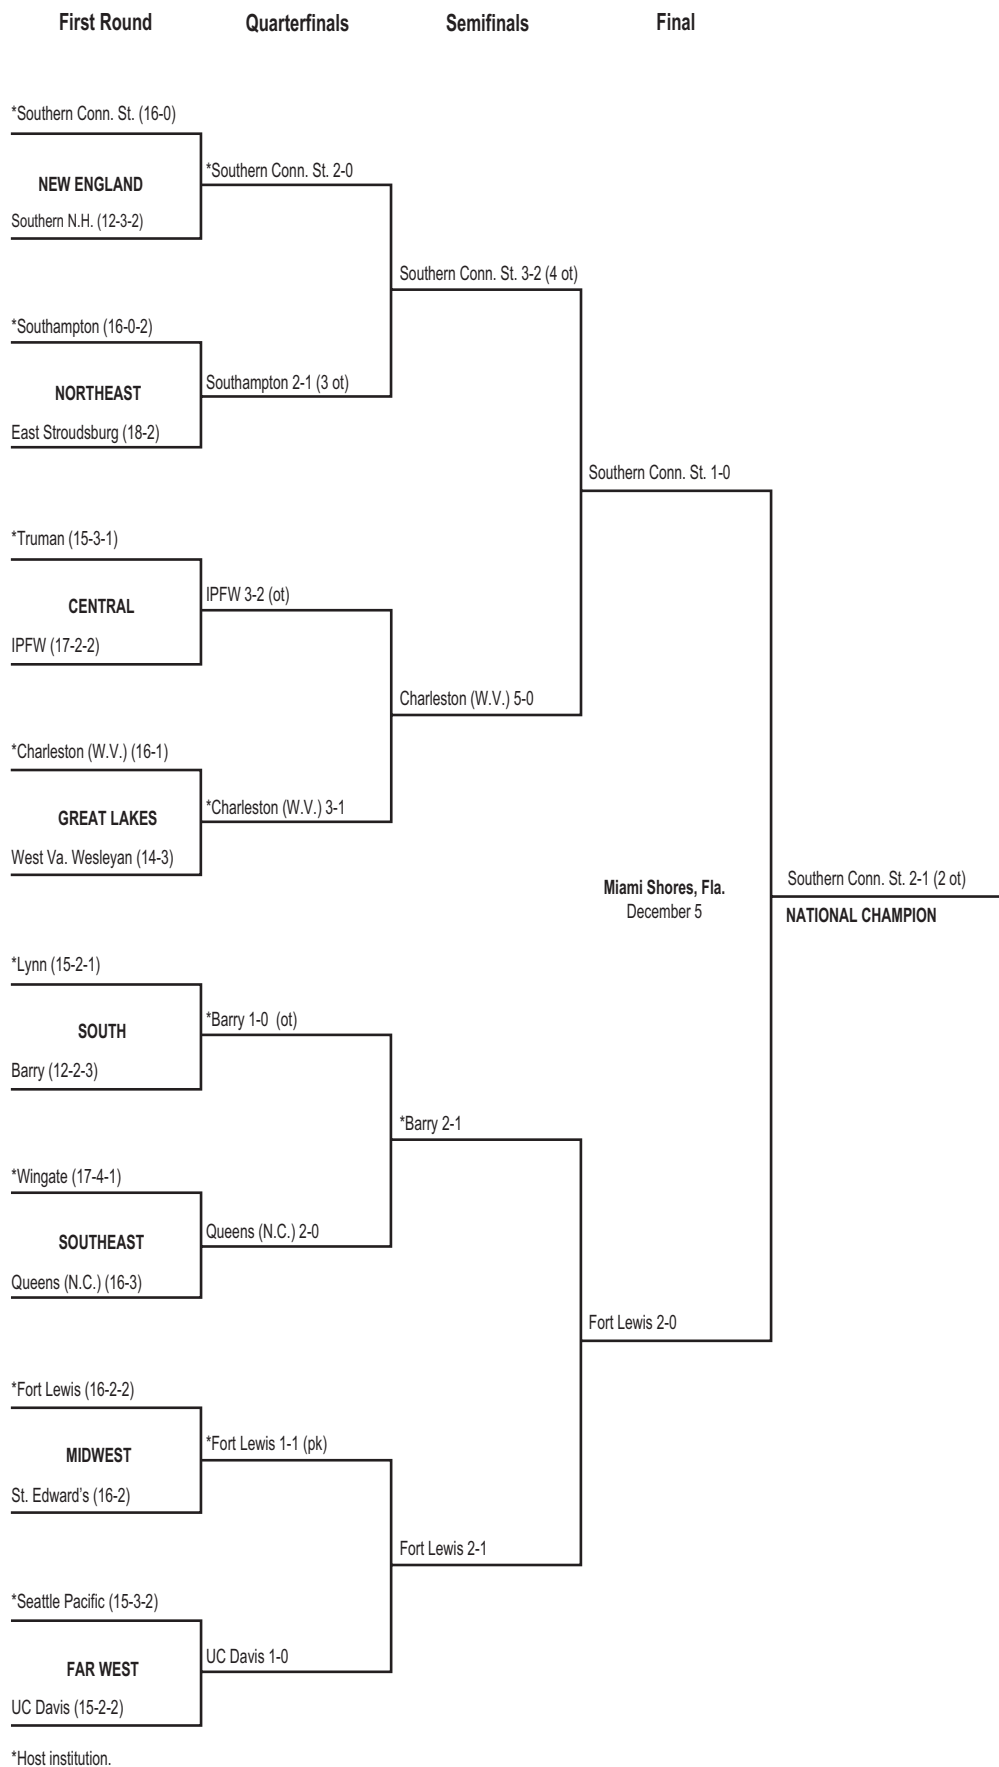 First Round
Quarterfinals
Semifinals
Final
*Southern Conn. St. (16-0)
*Southern Conn. St. 2-0
NEW ENGLAND
Southern N.H. (12-3-2)
Southern Conn. St. 3-2 (4 ot)
*Southampton (16-0-2)
Southampton 2-1 (3 ot)
NORTHEAST
East Stroudsburg (18-2)
Southern Conn. St. 1-0
*Truman (15-3-1)
IPFW 3-2 (ot)
CENTRAL
IPFW (17-2-2)
Charleston (W.V.) 5-0
*Charleston (W.V.) (16-1)
*Charleston (W.V.) 3-1
GREAT LAKES
West Va. Wesleyan (14-3)
Southern Conn. St. 2-1 (2 ot)
Miami Shores, Fla.
December 5
NATIONAL CHAMPION
*Lynn (15-2-1)
*Barry 1-0 (ot)
SOUTH
Barry (12-2-3)
*Barry 2-1
*Wingate (17-4-1)
Queens (N.C.) 2-0
SOUTHEAST
Queens (N.C.) (16-3)
Fort Lewis 2-0
*Fort Lewis (16-2-2)
*Fort Lewis 1-1 (pk)
MIDWEST
St. Edward's (16-2)
Fort Lewis 2-1
*Seattle Pacific (15-3-2)
UC Davis 1-0
FAR WEST
UC Davis (15-2-2)
*Host institution.